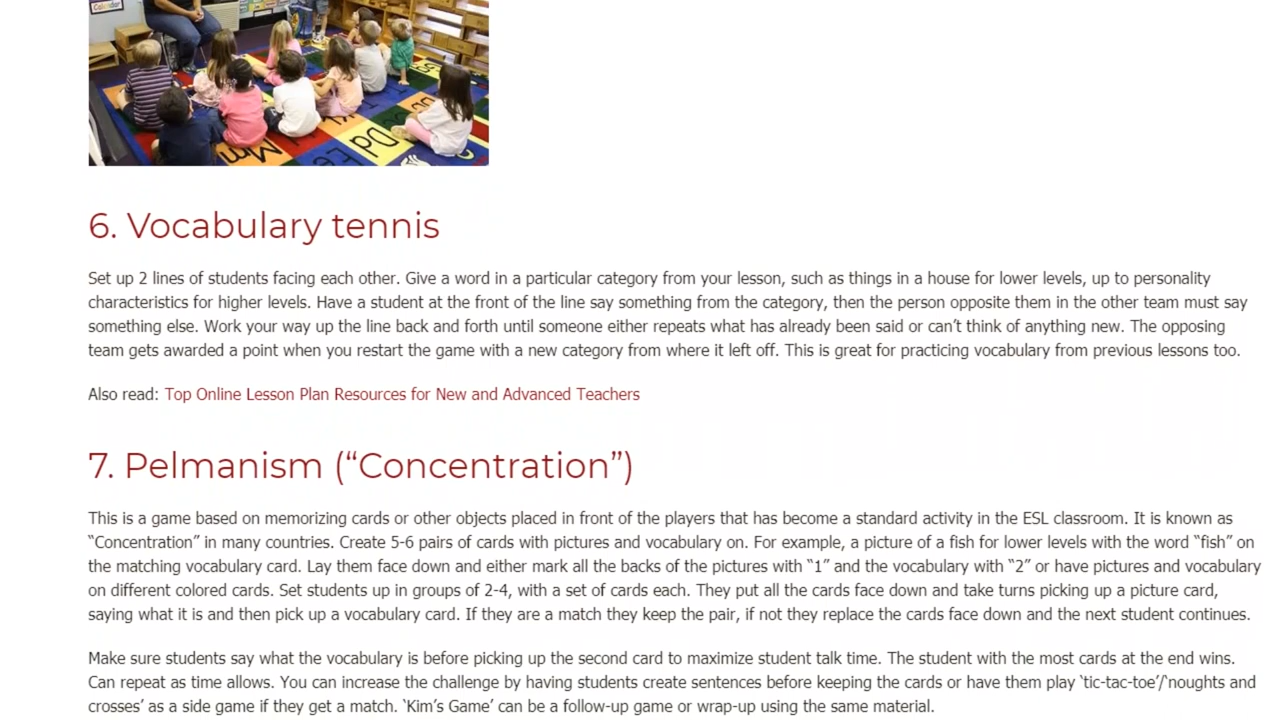 Calendar
Mm
Dd
Ee
6. Vocabulary tennis
Set up 2 lines of students facing each other. Give a word in a particular category from your lesson, such as things in a house for lower levels, up to personality
characteristics for higher levels. Have a student at the front of the line say something from the category, then the person opposite them in the other team must say
something else. Work your way up the line back and forth until someone either repeats what has already been said or can’t think of anything new. The opposing
team gets awarded a point when you restart the game with a new category from where it left off. This is great for practicing vocabulary from previous lessons too.
Also read: Top Online Lesson Plan Resources for New and Advanced Teachers
7. Pelmanism (“Concentration”)
This is a game based on memorizing cards or other objects placed in front of the players that has become a standard activity in the ESL classroom. It is known as
“Concentration” in many countries. Create 5-6 pairs of cards with pictures and vocabulary on. For example, a picture of a fish for lower levels with the word “fish” on
the matching vocabulary card. Lay them face down and either mark all the backs of the pictures with “1” and the vocabulary with “2” or have pictures and vocabulary
on different colored cards. Set students up in groups of 2-4, with a set of cards each. They put all the cards face down and take turns picking up a picture card,
saying what it is and then pick up a vocabulary card. If they are a match they keep the pair, if not they replace the cards face down and the next student continues.
Make sure students say what the vocabulary is before picking up the second card to maximize student talk time. The student with the most cards at the end wins.
Can repeat as time allows. You can increase the challenge by having students create sentences before keeping the cards or have them play ‘tic-tac-toe’/‘noughts and
crosses’ as a side game if they get a match. ‘Kim’s Game’ can be a follow-up game or wrap-up using the same material.